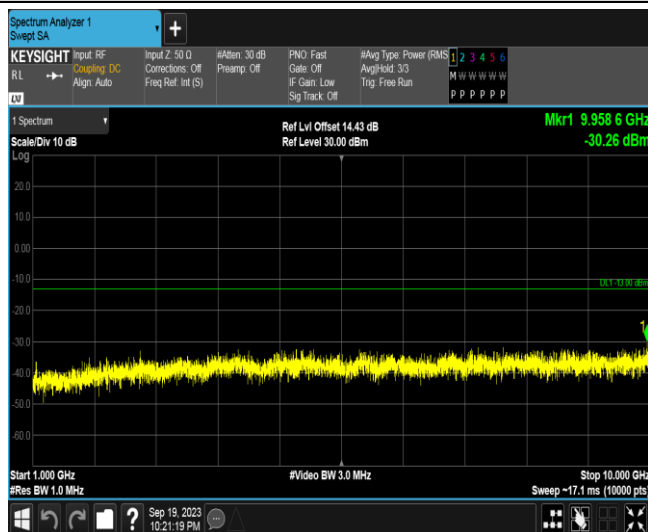 Spectrum Analyzer 1
Swept SA
+
KEYSIGHT
RL
LXI
Input: RF
Coupling: DC
Align: Auto
Input Z: 50 Ω
Corrections: Off
Freq Ref: Int (S)
#Atten: 30 dB
Preamp: Off
PNO: Fast
Gate: Off
IF Gain: Low
Sig Track: Off
#Avg Type: Power (RMS
Avg|Hold: 3/3
Trig: Free Run
1 2 3 4 5 6
M W W W W W
P P P P P P
1 Spectrum
Scale/Div 10 dB
Log
Ref Lvl Offset 14.43 dB
Ref Level 30.00 dBm
Mkr1 9.958 6 GHz
-30.26 dBm
20.0
10.0
0.00
-10.0
DL1 -13.00 dBm
-20.0
1
-30.0
-40.0
-50.0
-60.0
Start 1.000 GHz
#Res BW 1.0 MHz
#Video BW 3.0 MHz
Stop 10.000 GHz
Sweep ~17.1 ms (10000 pts)
?
Sep 19, 2023
10:21:19 PM